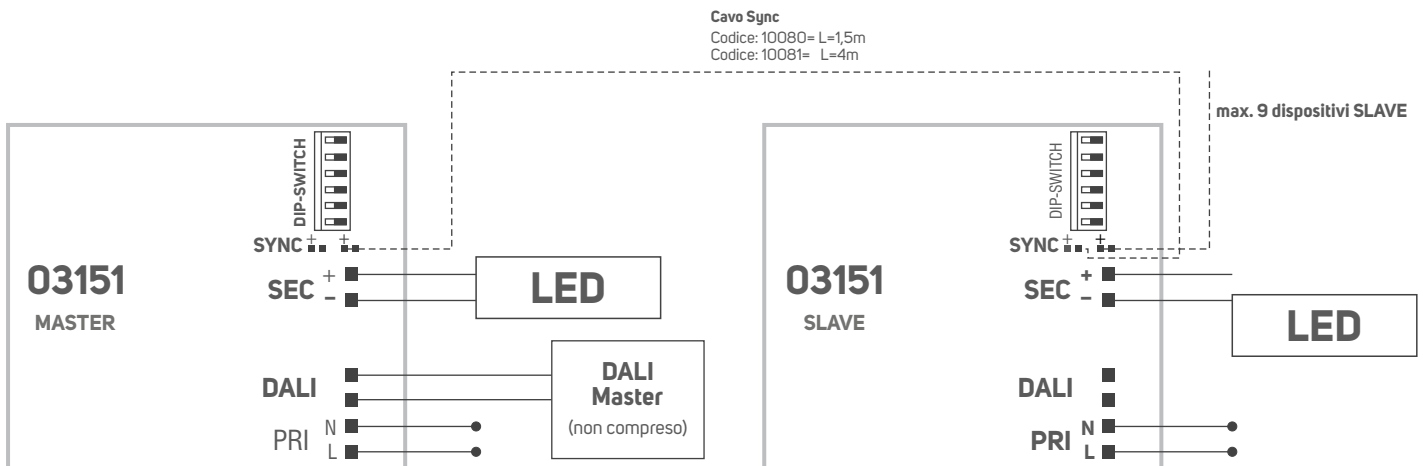 Cavo Sync
Codice: 10080= L=1,5m
Codice: 10081= L=4m
max. 9 dispositivi SLAVE
DIP-SWITCH
SYNC + +
03151
MASTER
SEC + −
LED
DALI
DALI
Master
(non compreso)
PRI N
L
DIP-SWITCH
SYNC + +
03151
SLAVE
SEC + −
LED
DALI
PRI N
L